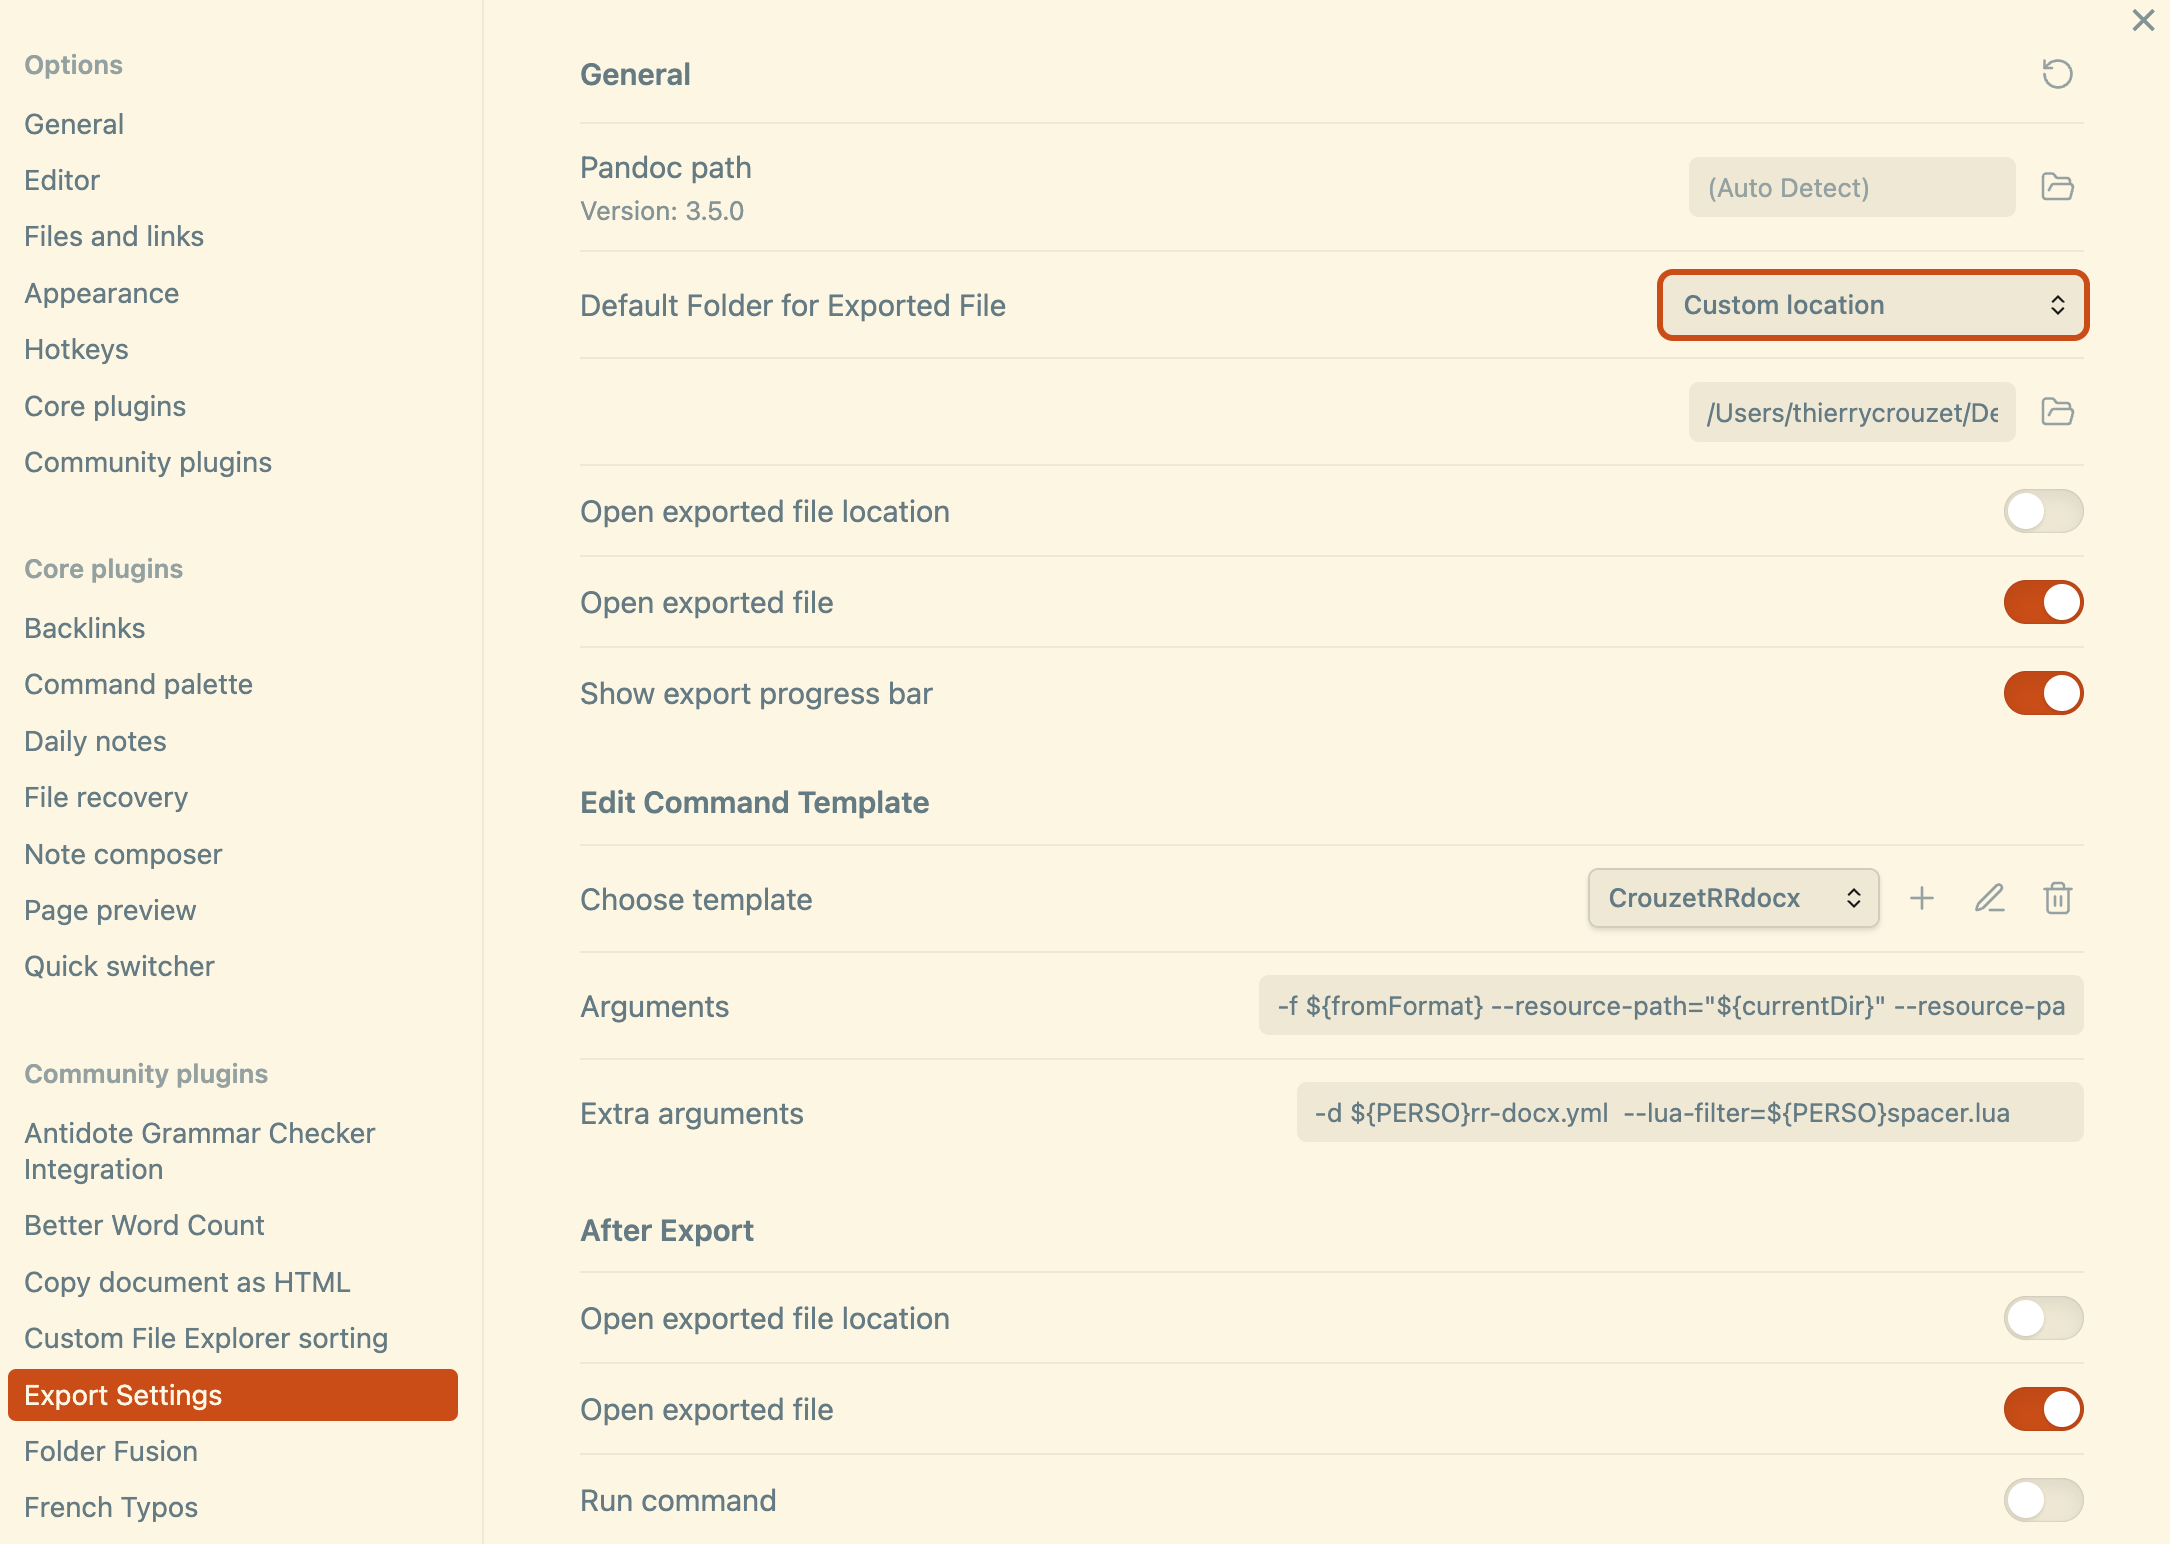 Options
General
Editor
Files and links
Appearance
Hotkeys
Core plugins
Community plugins
Core plugins
Backlinks
Command palette
Daily notes
File recovery
Note composer
Page preview
Quick switcher
Community plugins
Antidote Grammar Checker
Integration
Better Word Count
Copy document as HTML
Custom File Explorer sorting
Export Settings
Folder Fusion
French Typos
General
Pandoc path
Version: 3.5.0
(Auto Detect)
Default Folder for Exported File
Custom location
/Users/thierrycrouzet/De
Open exported file location
Open exported file
Show export progress bar
Edit Command Template
Choose template
CrouzetRRdocx
Arguments
-f ${fromFormat} --resource-path="${currentDir}" --resource-pa
Extra arguments
-d ${PERSO}rr-docx.yml --lua-filter=${PERSO}spacer.lua
After Export
Open exported file location
Open exported file
Run command